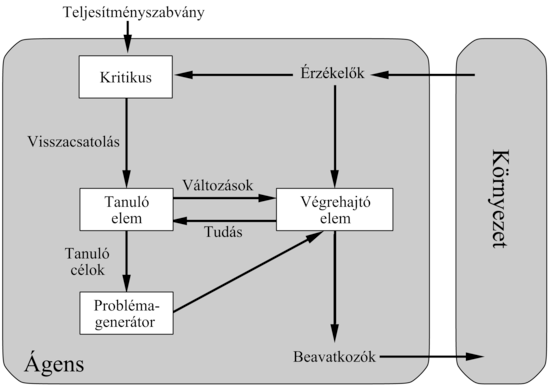 Teljesítményszabvány
Kritikus
Érzékelők
Visszacsatolás
Környezet
Változások
Tanuló
elem
Végrehajtó
elem
Tudás
Tanuló
célok
Probléma-
generátor
Ágens
Beavatkozók